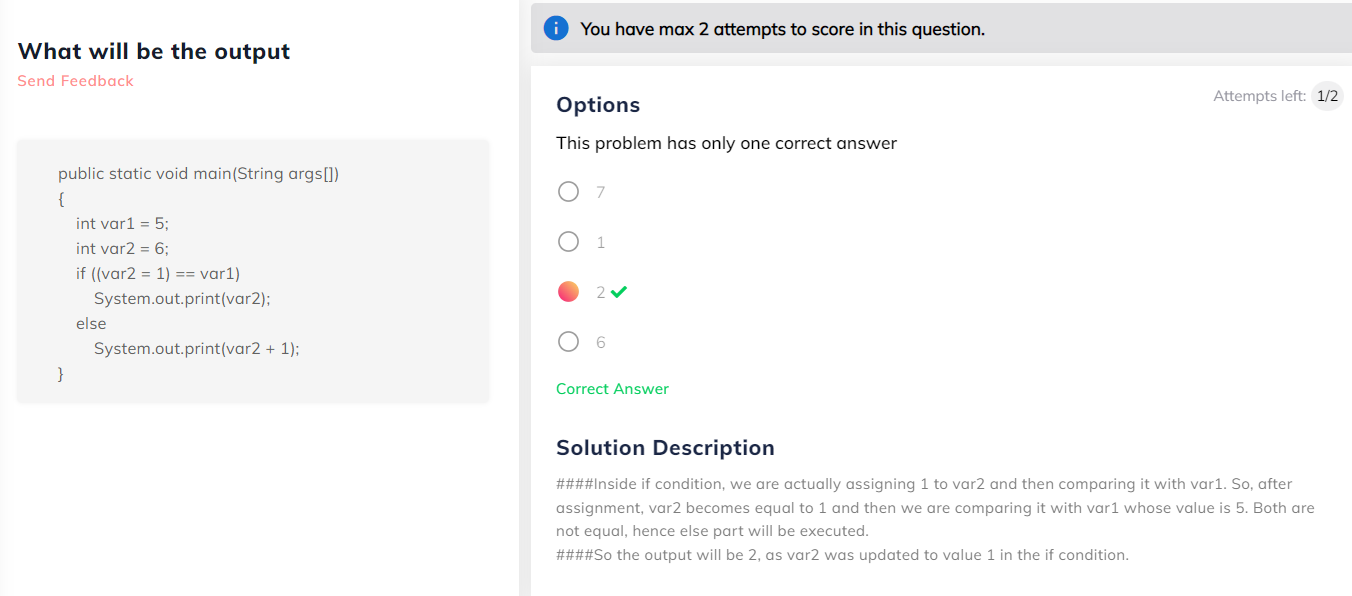 What will be the output
Send Feedback
public static void main(String args[])
{
int var1 = 5;
int var2 = 6;
if ((var2 = 1) == var1)
System.out.print(var2);
else
System.out.print(var2 + 1);
}
i You have max 2 attempts to score in this question.
Attempts left: 1/2
Options
This problem has only one correct answer
7
1
2
6
Correct Answer
Solution Description
####Inside if condition, we are actually assigning 1 to var2 and then comparing it with var1. So, after
assignment, var2 becomes equal to 1 and then we are comparing it with var1 whose value is 5. Both are
not equal, hence else part will be executed.
####So the output will be 2, as var2 was updated to value 1 in the if condition.